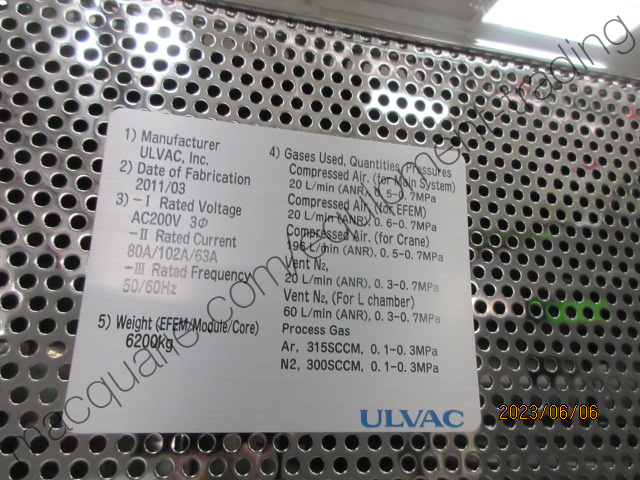 1) Manufacturer
ULVAC, Inc.
2) Date of Fabrication
2011/03
3) -Ⅰ Rated Voltage
AC200V 3Φ
-Ⅱ Rated Current
80A/102A/63A
-Ⅲ Rated Frequency
50/60Hz
5) Weight (EFEM/Module/Core)
6200kg
4) Gases Used, Quantities/Pressures
Compressed Air. (for Main System)
20 L/min (ANR), 0.5-0.7MPa
Compressed Air. (for EFEM)
20 L/min (ANR), 0.6-0.7MPa
Compressed Air. (for Crane)
196 L/min (ANR), 0.5-0.7MPa
Vent N₂,
20 L/min (ANR), 0.3-0.7MPa
Vent N₂, (For L chamber)
60 L/min (ANR), 0.3-0.7MPa
Process Gas
Ar, 315SCCM, 0.1-0.3MPa
N2, 300SCCM, 0.1-0.3MPa
ULVAC
2023/06/06
macquarie.com/equipment-trading